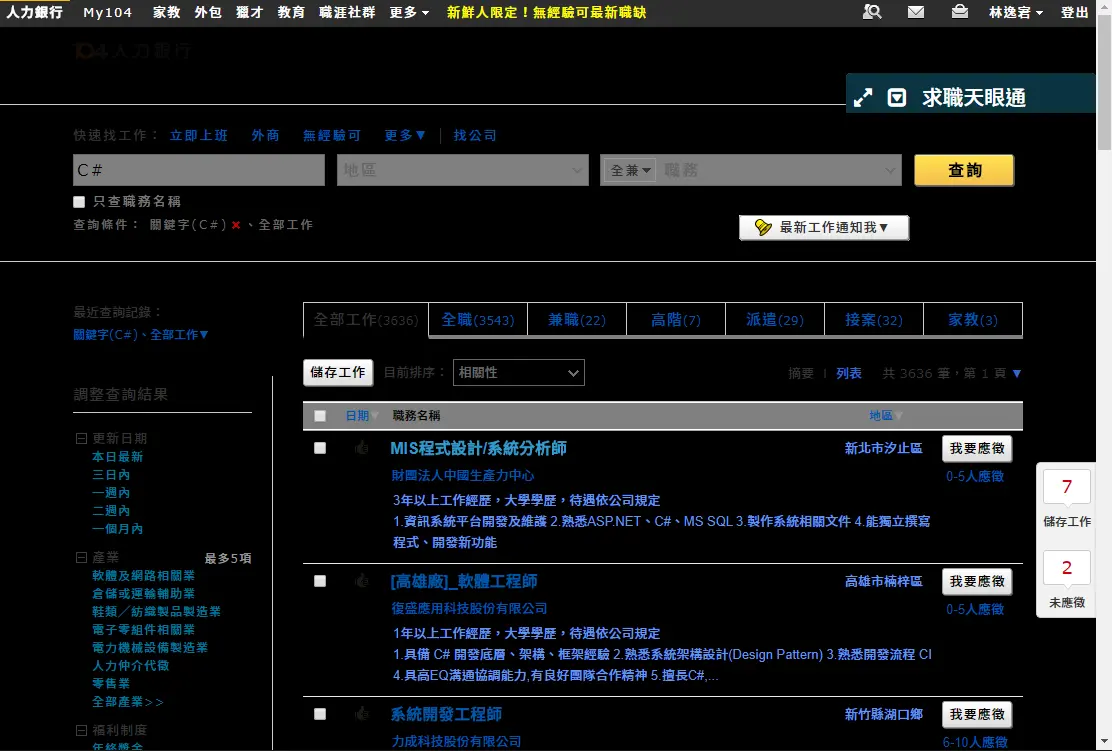 人力銀行 My104 家教 外包 獵才 教育 職涯社群 更多 新鮮人限定！無經驗可最新職缺 林逸宭 登出
104人力銀行
求職天眼通
快速找工作： 立即上班 外商 無經驗可 更多▼ 找公司
C# 地區 全兼 職務 查詢
只查職務名稱
查詢條件： 關鍵字(C#) × 、全部工作
最新工作通知我▼
最近查詢記錄：
關鍵字(C#)、全部工作▼
全部工作(3636) 全職(3543) 兼職(22) 高階(7) 派遣(29) 接案(32) 家教(3)
儲存工作 目前排序： 相關性 摘要 | 列表 共 3636 筆，第 1 頁 ▼
調整查詢結果
更新日期
本日最新
三日內
一週內
二週內
一個月內
產業 最多5項
軟體及網路相關業
倉儲或運輸輔助業
鞋類／紡織製品製造業
電子零組件相關業
電力機械設備製造業
人力仲介代徵
零售業
全部產業>>
福利制度
年終獎金
日期 職務名稱 地區
MIS程式設計/系統分析師 新北市汐止區 我要應徵
財團法人中國生產力中心 0-5人應徵
3年以上工作經歷，大學學歷，待遇依公司規定
1.資訊系統平台開發及維護 2.熟悉ASP.NET、C#、MS SQL 3.製作系統相關文件 4.能獨立撰寫
程式、開發新功能
[高雄廠]_軟體工程師 高雄市楠梓區 我要應徵
復盛應用科技股份有限公司 0-5人應徵
1年以上工作經歷，大學學歷，待遇依公司規定
1.具備 C# 開發底層、架構、框架經驗 2.熟悉系統架構設計(Design Pattern) 3.熟悉開發流程 CI
4.具高EQ溝通協調能力,有良好團隊合作精神 5.擅長C#,...
系統開發工程師 新竹縣湖口鄉 我要應徵
力成科技股份有限公司 6-10人應徵
7
儲存工作
2
未應徵